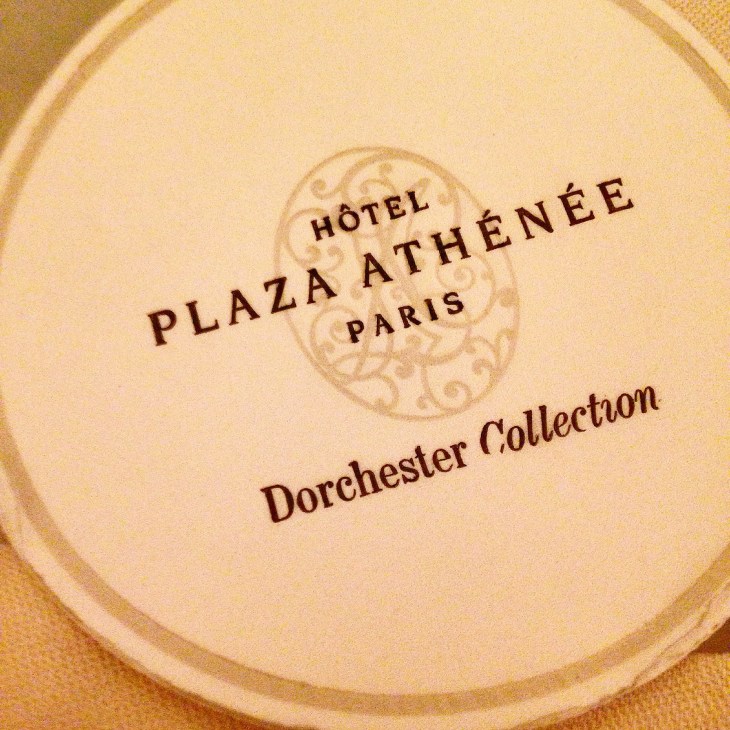 HÔTEL
PLAZA ATHÉNÉE
PARIS
Dorchester Collection